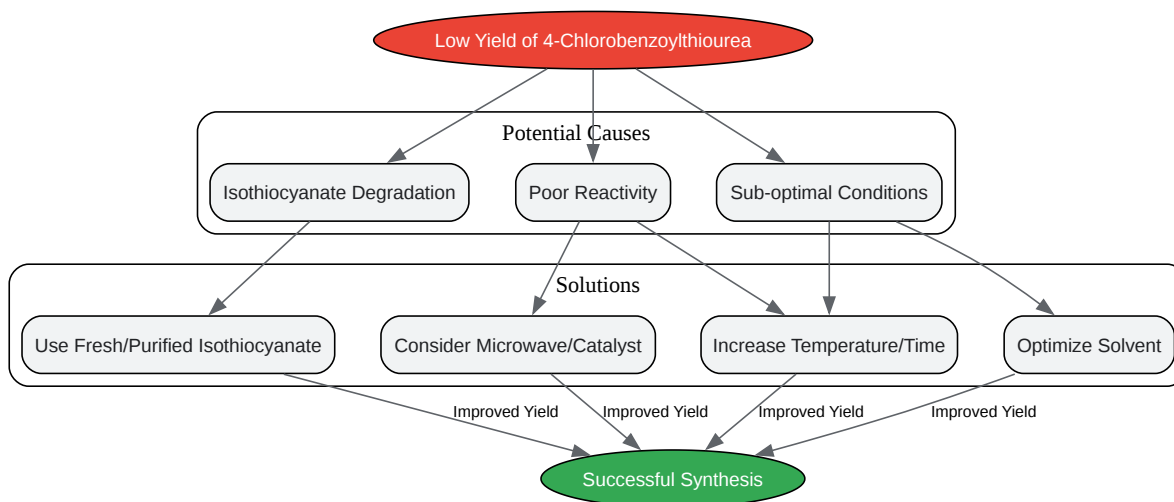 Low Yield of 4-Chlorobenzoylthiourea
Potential Causes
Isothiocyanate Degradation
Poor Reactivity
Sub-optimal Conditions
Solutions
Use Fresh/Purified Isothiocyanate
Consider Microwave/Catalyst
Increase Temperature/Time
Optimize Solvent
Improved Yield
Improved Yield
Improved Yield
Improved Yield
Successful Synthesis